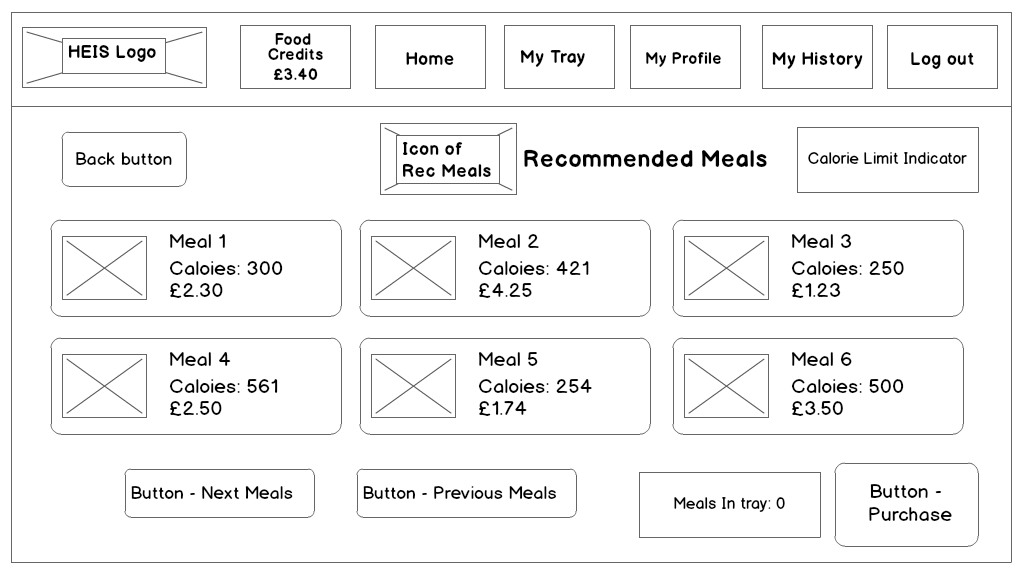 HEIS Logo
Food
Credits
£3.40
Home
My Tray
My Profile
My History
Log out
Back button
Icon of
Rec Meals
Recommended Meals
Calorie Limit Indicator
Meal 1
Caloies: 300
£2.30
Meal 2
Caloies: 421
£4.25
Meal 3
Caloies: 250
£1.23
Meal 4
Caloies: 561
£2.50
Meal 5
Caloies: 254
£1.74
Meal 6
Caloies: 500
£3.50
Button - Next Meals
Button - Previous Meals
Meals In tray: 0
Button -
Purchase